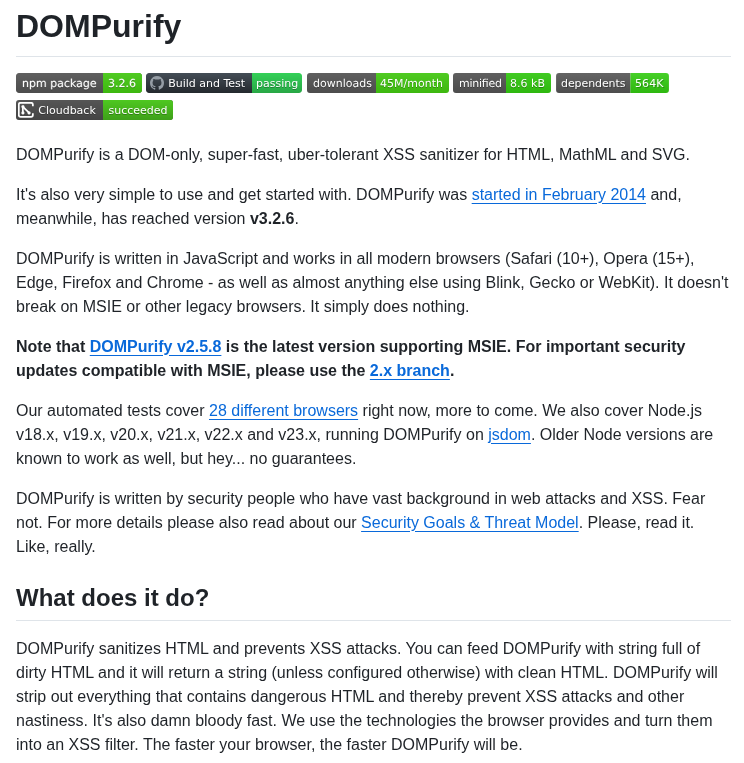 DOMPurify
npm package 3.2.6 Build and Test passing downloads 45M/month minified 8.6 kB dependents 564K
Cloudback succeeded
DOMPurify is a DOM-only, super-fast, uber-tolerant XSS sanitizer for HTML, MathML and SVG.
It's also very simple to use and get started with. DOMPurify was started in February 2014 and,
meanwhile, has reached version v3.2.6.
DOMPurify is written in JavaScript and works in all modern browsers (Safari (10+), Opera (15+),
Edge, Firefox and Chrome - as well as almost anything else using Blink, Gecko or WebKit). It doesn't
break on MSIE or other legacy browsers. It simply does nothing.
Note that DOMPurify v2.5.8 is the latest version supporting MSIE. For important security
updates compatible with MSIE, please use the 2.x branch.
Our automated tests cover 28 different browsers right now, more to come. We also cover Node.js
v18.x, v19.x, v20.x, v21.x, v22.x and v23.x, running DOMPurify on jsdom. Older Node versions are
known to work as well, but hey... no guarantees.
DOMPurify is written by security people who have vast background in web attacks and XSS. Fear
not. For more details please also read about our Security Goals & Threat Model. Please, read it.
Like, really.
What does it do?
DOMPurify sanitizes HTML and prevents XSS attacks. You can feed DOMPurify with string full of
dirty HTML and it will return a string (unless configured otherwise) with clean HTML. DOMPurify will
strip out everything that contains dangerous HTML and thereby prevent XSS attacks and other
nastiness. It's also damn bloody fast. We use the technologies the browser provides and turn them
into an XSS filter. The faster your browser, the faster DOMPurify will be.